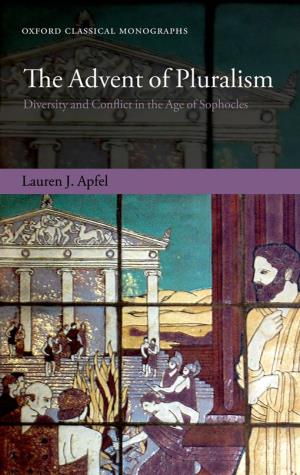 OXFORD CLASSICAL MONOGRAPHS
The Advent of Pluralism
Diversity and Conflict in the Age of Sophocles
Lauren J. Apfel